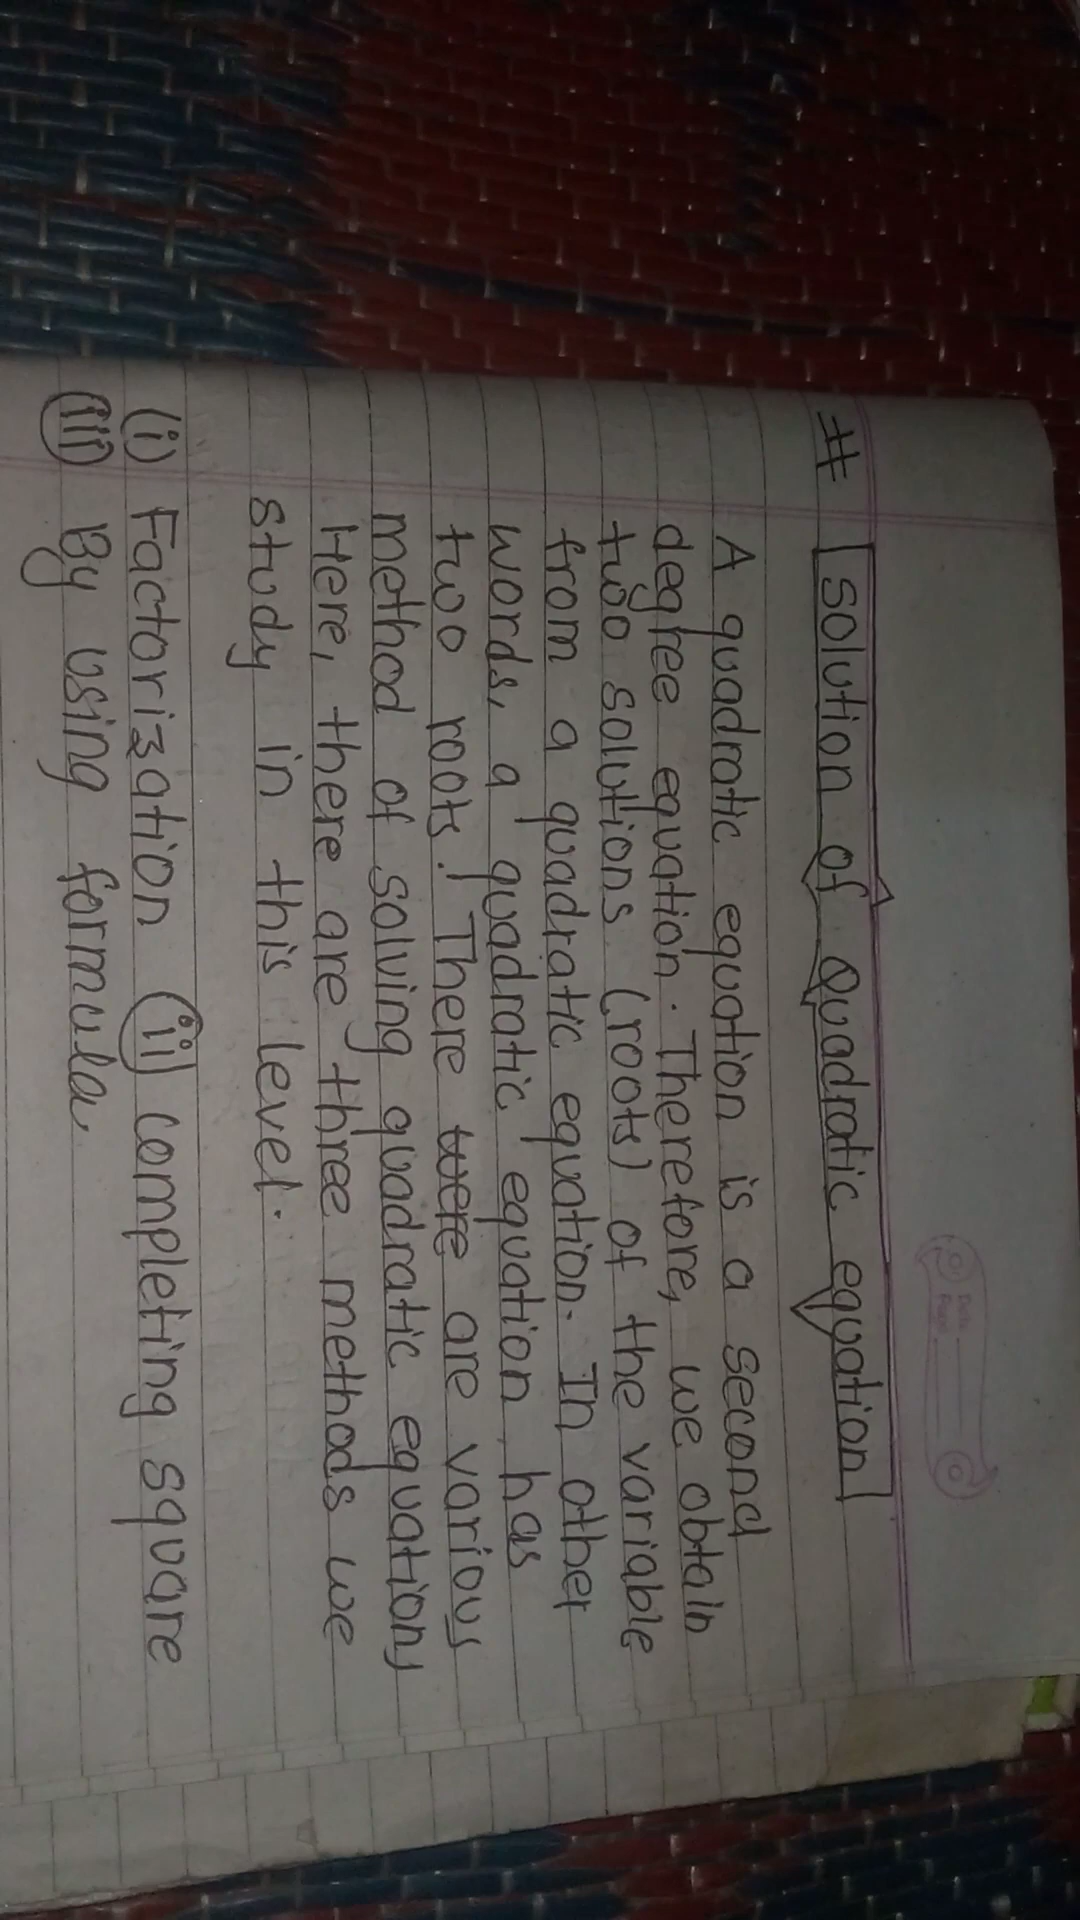 # Solution of Quadratic equation
A quadratic equation is a second
degree equation. Therefore, we obtain
two solutions (roots) of the variable
from a quadratic equation. In other
words, a quadratic equation has
two roots. There were are various
method of solving quadratic equations
Here, there are three methods we
study in this level.
(i) Factorization (ii) completing square
(iii) By using formula.